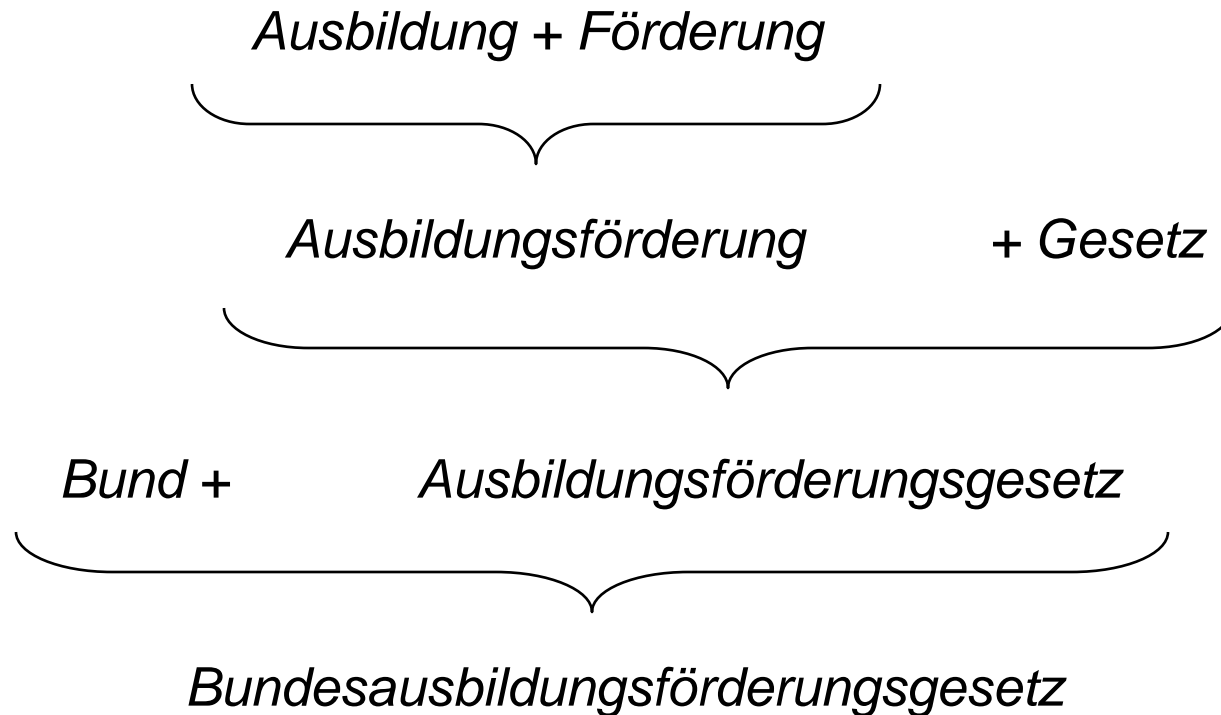 Ausbildung + Förderung
Ausbildungsförderung + Gesetz
Bund + Ausbildungsförderungsgesetz
Bundesausbildungsförderungsgesetz